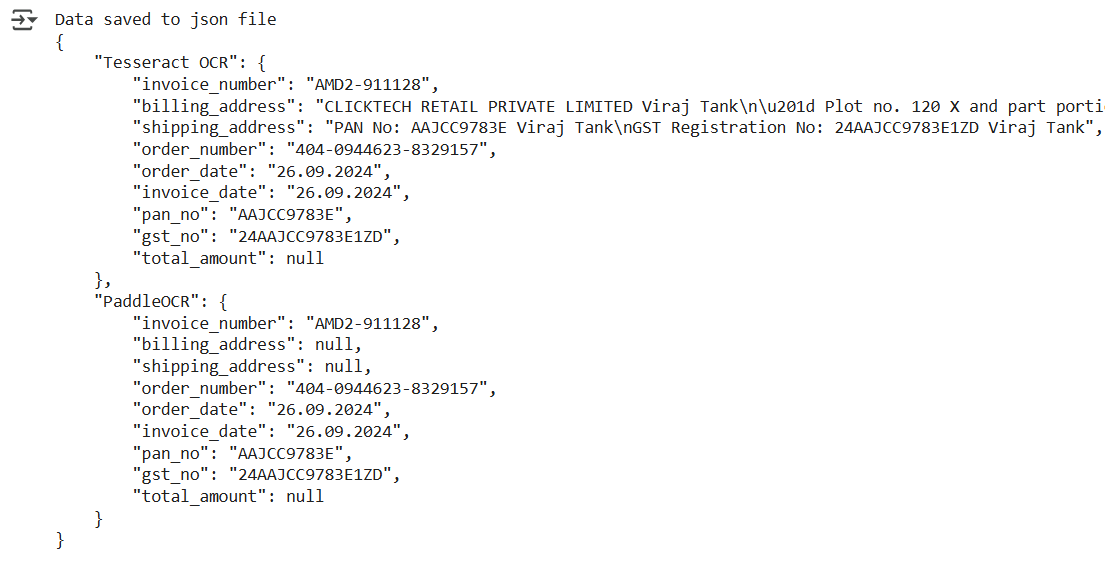 Data saved to json file
{
    "Tesseract OCR": {
        "invoice_number": "AMD2-911128",
        "billing_address": "CLICKTECH RETAIL PRIVATE LIMITED Viraj Tank\n\u201d Plot no. 120 X and part porti
        "shipping_address": "PAN No: AAJCC9783E Viraj Tank\nGST Registration No: 24AAJCC9783E1ZD Viraj Tank",
        "order_number": "404-0944623-8329157",
        "order_date": "26.09.2024",
        "invoice_date": "26.09.2024",
        "pan_no": "AAJCC9783E",
        "gst_no": "24AAJCC9783E1ZD",
        "total_amount": null
    },
    "PaddleOCR": {
        "invoice_number": "AMD2-911128",
        "billing_address": null,
        "shipping_address": null,
        "order_number": "404-0944623-8329157",
        "order_date": "26.09.2024",
        "invoice_date": "26.09.2024",
        "pan_no": "AAJCC9783E",
        "gst_no": "24AAJCC9783E1ZD",
        "total_amount": null
    }
}